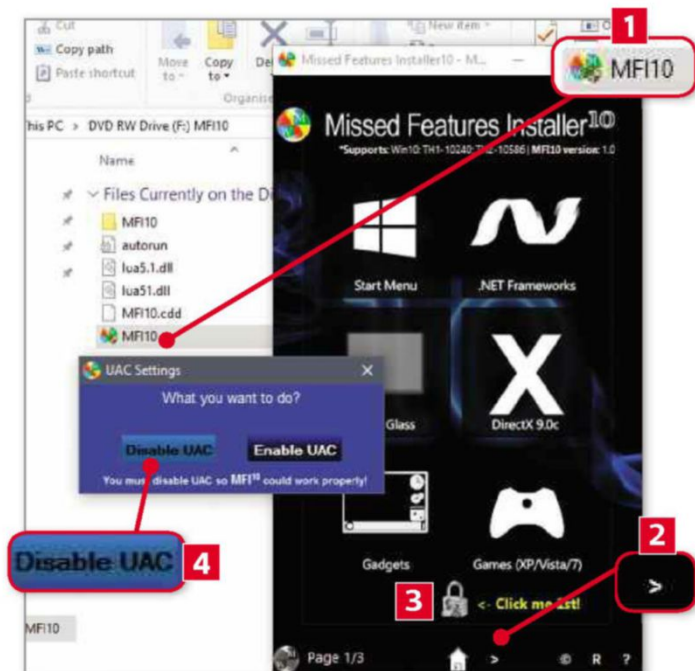 Cut
Copy path
Paste shortcut
Move to
Copy to
New item
Organise
This PC > DVD RW Drive (F:) MFI10
Name
Files Currently on the
MFI10
autorun
lua5.1.dll
lua51.dll
MFI10.cdd
MFI10
Missed Features Installer10 - M...
1
MFI10
Missed Features Installer10
*Supports: Win10: TH1- 10240; TH2-10586 | MFI10 version: 1.0
Start Menu
.NET Frameworks
Glass
DirectX 9.0c
Gadgets
Games (XP/Vista/7)
UAC Settings
What you want to do?
Disable UAC
Enable UAC
You must disable UAC so MFI10 could work properly!
Disable UAC
4
2
>
3
<- Click me 1st!
MFI10
Page 1/3
>
©
R
?